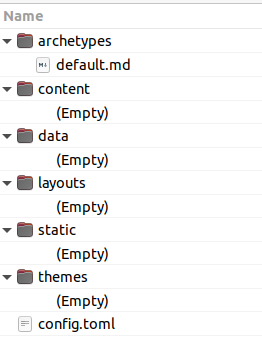 Name
archetypes
default.md
content
(Empty)
data
(Empty)
layouts
(Empty)
static
(Empty)
themes
(Empty)
config.toml